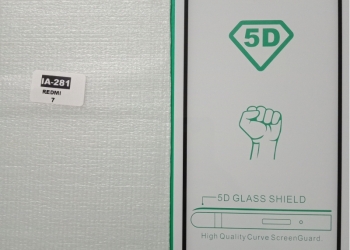 IA-281
REDMI
7
5D
5D GLASS SHIELD
High Quality Curve ScreenGuard